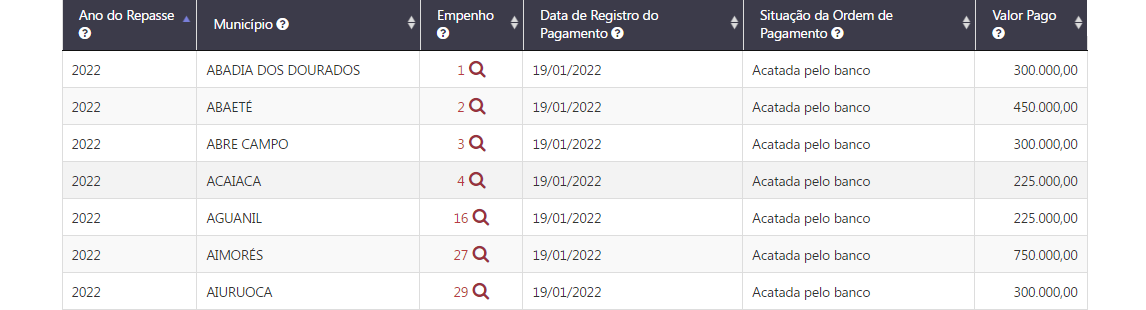 Ano do Repasse Município Empenho Data de Registro do Pagamento Situação da Ordem de Pagamento Valor Pago
2022 ABADIA DOS DOURADOS 1 19/01/2022 Acatada pelo banco 300.000,00
2022 ABAETÉ 2 19/01/2022 Acatada pelo banco 450.000,00
2022 ABRE CAMPO 3 19/01/2022 Acatada pelo banco 300.000,00
2022 ACAIACA 4 19/01/2022 Acatada pelo banco 225.000,00
2022 AGUANIL 16 19/01/2022 Acatada pelo banco 225.000,00
2022 AIMORÉS 27 19/01/2022 Acatada pelo banco 750.000,00
2022 AIURUOCA 29 19/01/2022 Acatada pelo banco 300.000,00